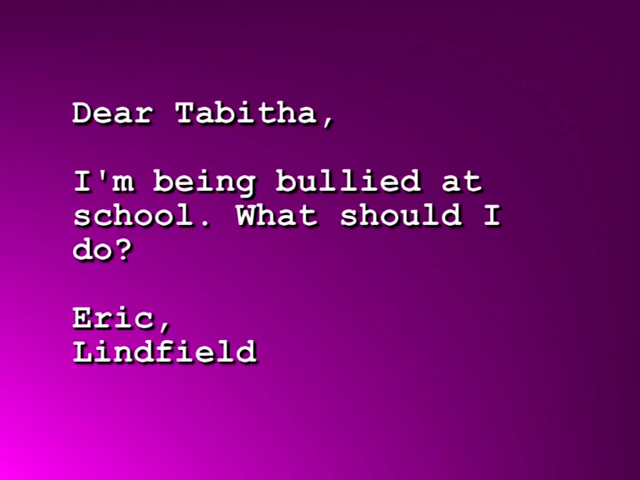 Dear Tabitha,
I'm being bullied at
school. What should I
do?
Eric,
Lindfield